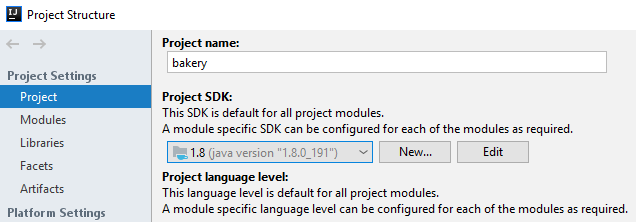 IJ
Project Structure
Project Settings
Project
Modules
Libraries
Facets
Artifacts
Platform Settings
Project name:
bakery
Project SDK:
This SDK is default for all project modules.
A module specific SDK can be configured for each of the modules as required.
1.8 (java version "1.8.0_191")
New...
Edit
Project language level:
This language level is default for all project modules.
A module specific language level can be configured for each of the modules as required.